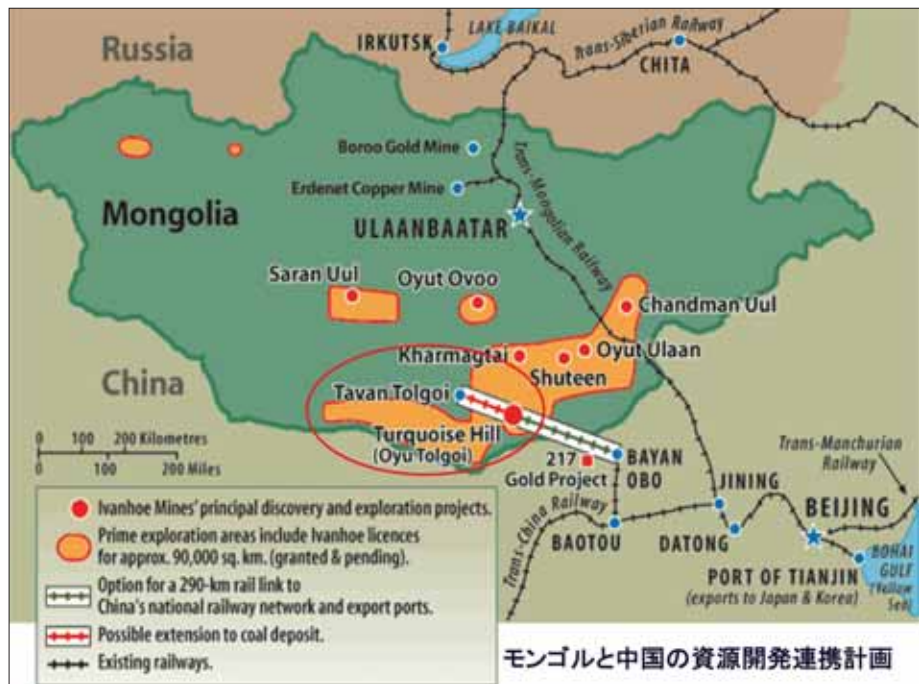 Russia
IRKUTSK
LAKE BAIKAL
Trans-Siberian Railway
CHITA
Boroo Gold Mine
Erdenet Copper Mine
Trans-Mongolian Railway
Mongolia
ULAANBAATAR
Saran Uul
Oyut Ovoo
Chandman Uul
Kharmagtai
Oyut Ulaan
Shuteen
China
Tavan Tolgoi
Turquoise Hill
(Oyu Tolgoi)
0 100 200 Kilometres
0 100 200 Miles
217
Gold Project
BAYAN
OBO
Trans-Manchurian
Railway
JINING
BEIJING
Trans-China Railway
BAOTOU
DATONG
BOHAI
GULF
(Yellow
Sea)
PORT OF TIANJIN
(exports to Japan & Korea)
Ivanhoe Mines' principal discovery and exploration projects.
Prime exploration areas include Ivanhoe licences
for approx. 90,000 sq. km. (granted & pending).
Option for a 290-km rail link to
China's national railway network and export ports.
Possible extension to coal deposit.
Existing railways.
モンゴルと中国の資源開発連携計画